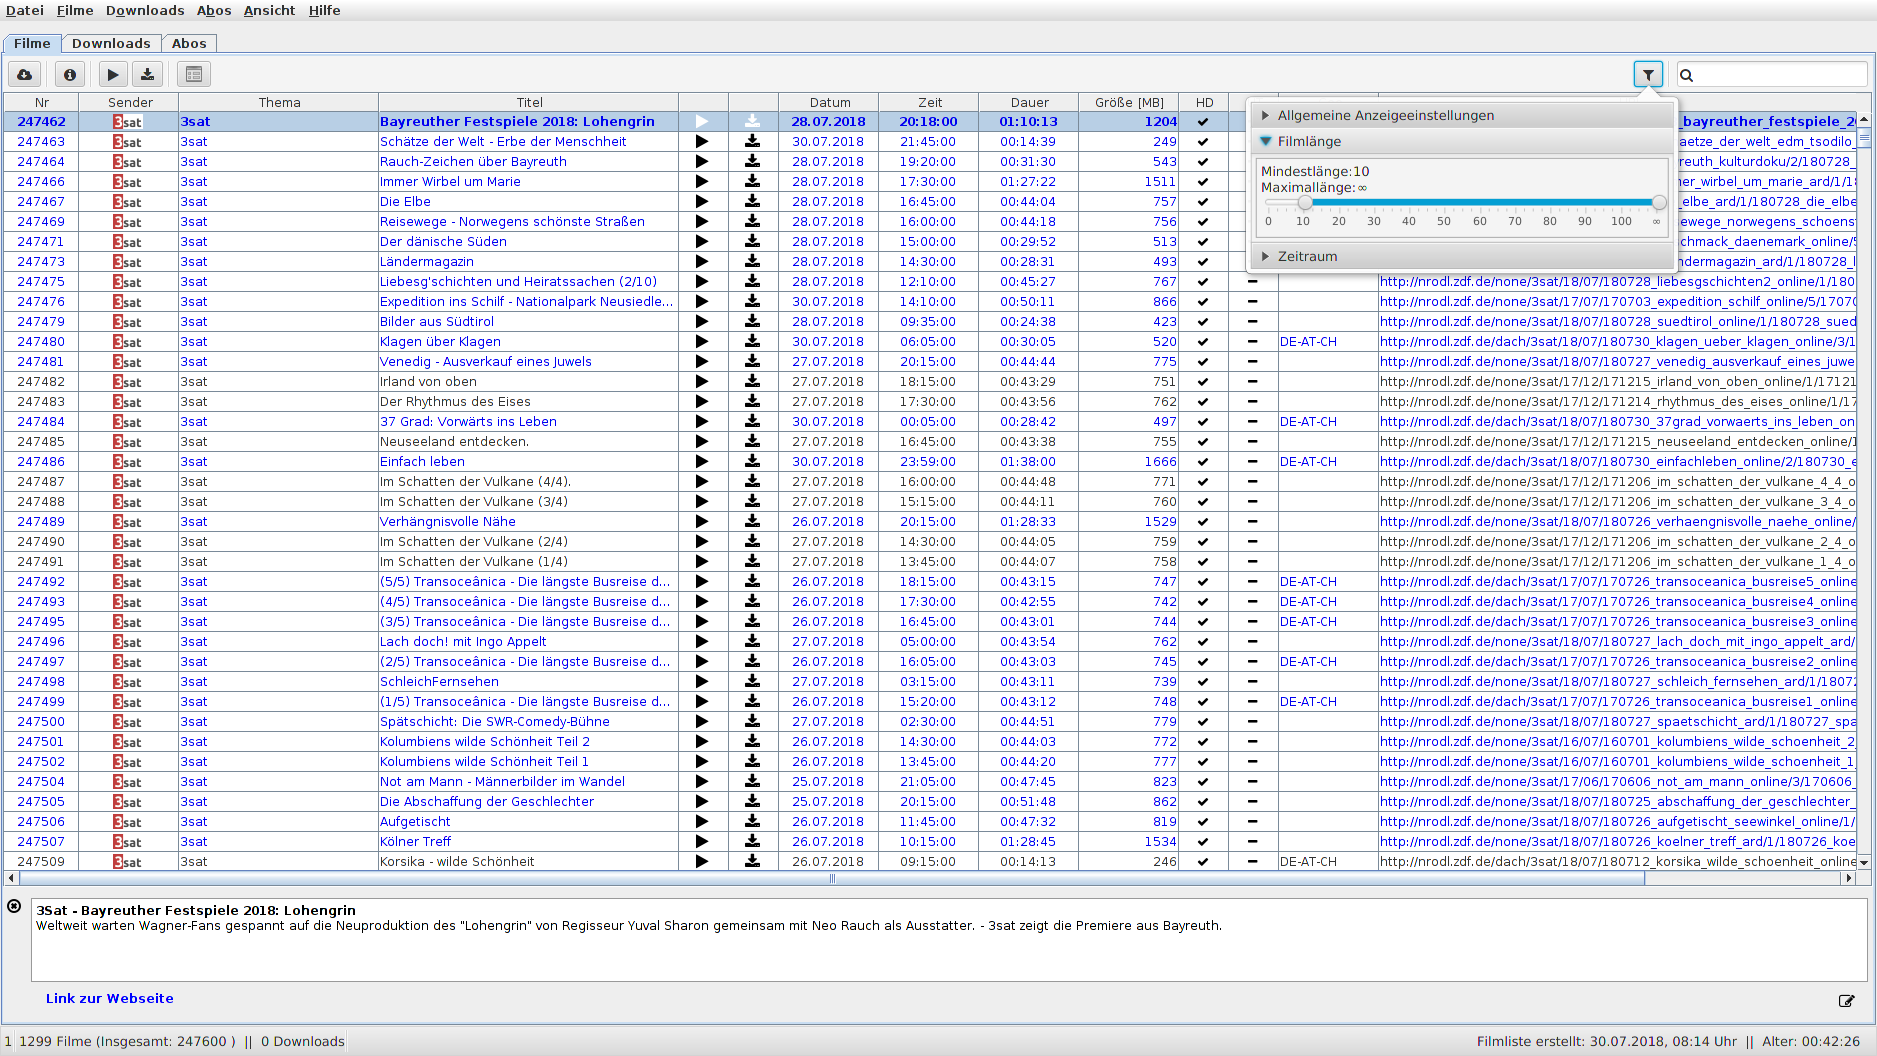 Datei Filme Downloads Abos Ansicht Hilfe
Filme Downloads Abos
Nr Sender Thema Titel Datum Zeit Dauer Größe [MB] HD
247462 3sat 3sat Bayreuther Festspiele 2018: Lohengrin 28.07.2018 20:18:00 01:10:13 1204 _bayreuther_festspiele_2
247463 3sat 3sat Schätze der Welt - Erbe der Menschheit 30.07.2018 21:45:00 00:14:39 249 aetze_der_welt_edm_tsodilo_
247464 3sat 3sat Rauch-Zeichen über Bayreuth 28.07.2018 19:20:00 00:31:30 543 reuth_kulturdoku/2/180728_
247466 3sat 3sat Immer Wirbel um Marie 28.07.2018 17:30:00 01:27:22 1511 ner_wirbel_um_marie_ard/1/18
247467 3sat 3sat Die Elbe 28.07.2018 16:45:00 00:44:04 757 _elbe_ard/1/180728_die_elbe
247469 3sat 3sat Reisewege - Norwegens schönste Straßen 28.07.2018 16:00:00 00:44:18 756 ewege_norwegens_schoens
247471 3sat 3sat Der dänische Süden 28.07.2018 15:00:00 00:29:52 513 chmack_daenemark_online/5
247473 3sat 3sat Ländermagazin 28.07.2018 14:30:00 00:28:31 493 ndermagazin_ard/1/180728_l
247475 3sat 3sat Liebesg'schichten und Heiratssachen (2/10) 28.07.2018 12:10:00 00:45:27 767 http://nrodl.zdf.de/none/3sat/18/07/180728_liebesgschichten2_online/1/180
247476 3sat 3sat Expedition ins Schilf - Nationalpark Neusiedle... 30.07.2018 14:10:00 00:50:11 866 http://nrodl.zdf.de/none/3sat/17/07/170703_expedition_schilf_online/5/1707
247479 3sat 3sat Bilder aus Südtirol 28.07.2018 09:35:00 00:24:38 423 http://nrodl.zdf.de/none/3sat/18/07/180728_suedtirol_online/1/180728_sued
247480 3sat 3sat Klagen über Klagen 30.07.2018 06:05:00 00:30:05 520 DE-AT-CH http://nrodl.zdf.de/dach/3sat/18/07/180730_klagen_ueber_klagen_online/3/1
247481 3sat 3sat Venedig - Ausverkauf eines Juwels 27.07.2018 20:15:00 00:44:44 775 http://nrodl.zdf.de/none/3sat/18/07/180727_venedig_ausverkauf_eines_juwe
247482 3sat 3sat Irland von oben 27.07.2018 18:15:00 00:43:29 751 http://nrodl.zdf.de/none/3sat/17/12/171215_irland_von_oben_online/1/17121
247483 3sat 3sat Der Rhythmus des Eises 27.07.2018 17:30:00 00:43:56 762 http://nrodl.zdf.de/none/3sat/17/12/171214_rhythmus_des_eises_online/1/17
247484 3sat 3sat 37 Grad: Vorwärts ins Leben 30.07.2018 00:05:00 00:28:42 497 DE-AT-CH http://nrodl.zdf.de/dach/3sat/18/07/180730_37grad_vorwaerts_ins_leben_on
247485 3sat 3sat Neuseeland entdecken. 27.07.2018 16:45:00 00:43:38 755 http://nrodl.zdf.de/none/3sat/17/12/171215_neuseeland_entdecken_online/1
247486 3sat 3sat Einfach leben 30.07.2018 23:59:00 01:38:00 1666 DE-AT-CH http://nrodl.zdf.de/dach/3sat/18/07/180730_einfachleben_online/2/180730_e
247487 3sat 3sat Im Schatten der Vulkane (4/4). 27.07.2018 16:00:00 00:44:48 771 http://nrodl.zdf.de/none/3sat/17/12/171206_im_schatten_der_vulkane_4_4_o
247488 3sat 3sat Im Schatten der Vulkane (3/4) 27.07.2018 15:15:00 00:44:11 760 http://nrodl.zdf.de/none/3sat/17/12/171206_im_schatten_der_vulkane_3_4_o
247489 3sat 3sat Verhängnisvolle Nähe 26.07.2018 20:15:00 01:28:33 1529 http://nrodl.zdf.de/none/3sat/18/07/180726_verhaengnisvolle_naehe_online/
247490 3sat 3sat Im Schatten der Vulkane (2/4) 27.07.2018 14:30:00 00:44:05 759 http://nrodl.zdf.de/none/3sat/17/12/171206_im_schatten_der_vulkane_2_4_o
247491 3sat 3sat Im Schatten der Vulkane (1/4) 27.07.2018 13:45:00 00:44:07 758 http://nrodl.zdf.de/none/3sat/17/12/171206_im_schatten_der_vulkane_1_4_o
247492 3sat 3sat (5/5) Transoceânica - Die längste Busreise d... 26.07.2018 18:15:00 00:43:15 747 DE-AT-CH http://nrodl.zdf.de/dach/3sat/17/07/170726_transoceanica_busreise5_online
247493 3sat 3sat (4/5) Transoceânica - Die längste Busreise d... 26.07.2018 17:30:00 00:42:55 742 DE-AT-CH http://nrodl.zdf.de/dach/3sat/17/07/170726_transoceanica_busreise4_online
247495 3sat 3sat (3/5) Transoceânica - Die längste Busreise d... 26.07.2018 16:45:00 00:43:01 744 DE-AT-CH http://nrodl.zdf.de/dach/3sat/17/07/170726_transoceanica_busreise3_online
247496 3sat 3sat Lach doch! mit Ingo Appelt 27.07.2018 05:00:00 00:43:54 762 http://nrodl.zdf.de/none/3sat/18/07/180727_lach_doch_mit_ingo_appelt_ard/
247497 3sat 3sat (2/5) Transoceânica - Die längste Busreise d... 26.07.2018 16:05:00 00:43:03 745 DE-AT-CH http://nrodl.zdf.de/dach/3sat/17/07/170726_transoceanica_busreise2_online
247498 3sat 3sat SchleichFernsehen 27.07.2018 03:15:00 00:43:11 739 http://nrodl.zdf.de/none/3sat/18/07/180727_schleich_fernsehen_ard/1/1807
247499 3sat 3sat (1/5) Transoceânica - Die längste Busreise d... 26.07.2018 15:20:00 00:43:12 748 DE-AT-CH http://nrodl.zdf.de/dach/3sat/17/07/170726_transoceanica_busreise1_online
247500 3sat 3sat Spätschicht: Die SWR-Comedy-Bühne 27.07.2018 02:30:00 00:44:51 779 http://nrodl.zdf.de/none/3sat/18/07/180727_spaetschicht_ard/1/180727_spa
247501 3sat 3sat Kolumbiens wilde Schönheit Teil 2 26.07.2018 14:30:00 00:44:03 772 http://nrodl.zdf.de/none/3sat/16/07/160701_kolumbiens_wilde_schoenheit_2
247502 3sat 3sat Kolumbiens wilde Schönheit Teil 1 26.07.2018 13:45:00 00:44:20 777 http://nrodl.zdf.de/none/3sat/16/07/160701_kolumbiens_wilde_schoenheit_1
247504 3sat 3sat Not am Mann - Männerbilder im Wandel 25.07.2018 21:05:00 00:47:45 823 http://nrodl.zdf.de/none/3sat/17/06/170606_not_am_mann_online/3/170606_
247505 3sat 3sat Die Abschaffung der Geschlechter 25.07.2018 20:15:00 00:51:48 862 http://nrodl.zdf.de/none/3sat/18/07/180725_abschaffung_der_geschlechter_
247506 3sat 3sat Aufgetischt 26.07.2018 11:45:00 00:47:32 819 http://nrodl.zdf.de/none/3sat/18/07/180726_aufgetischt_seewinkel_online/1/
247507 3sat 3sat Kölner Treff 26.07.2018 10:15:00 01:28:45 1534 http://nrodl.zdf.de/none/3sat/18/07/180726_koelner_treff_ard/1/180726_koe
247509 3sat 3sat Korsika - wilde Schönheit 26.07.2018 09:15:00 00:14:13 246 DE-AT-CH http://nrodl.zdf.de/dach/3sat/18/07/180712_korsika_wilde_schoenheit_online
Allgemeine Anzeigeeinstellungen
Filmlänge
Mindestlänge:10
Maximallänge:∞
0 10 20 30 40 50 60 70 80 90 100 ∞
Zeitraum
3Sat - Bayreuther Festspiele 2018: Lohengrin
Weltweit warten Wagner-Fans gespannt auf die Neuproduktion des "Lohengrin" von Regisseur Yuval Sharon gemeinsam mit Neo Rauch als Ausstatter. - 3sat zeigt die Premiere aus Bayreuth.
Link zur Webseite
1 1299 Filme (Insgesamt: 247600 ) || 0 Downloads
Filmliste erstellt: 30.07.2018, 08:14 Uhr || Alter: 00:42:26